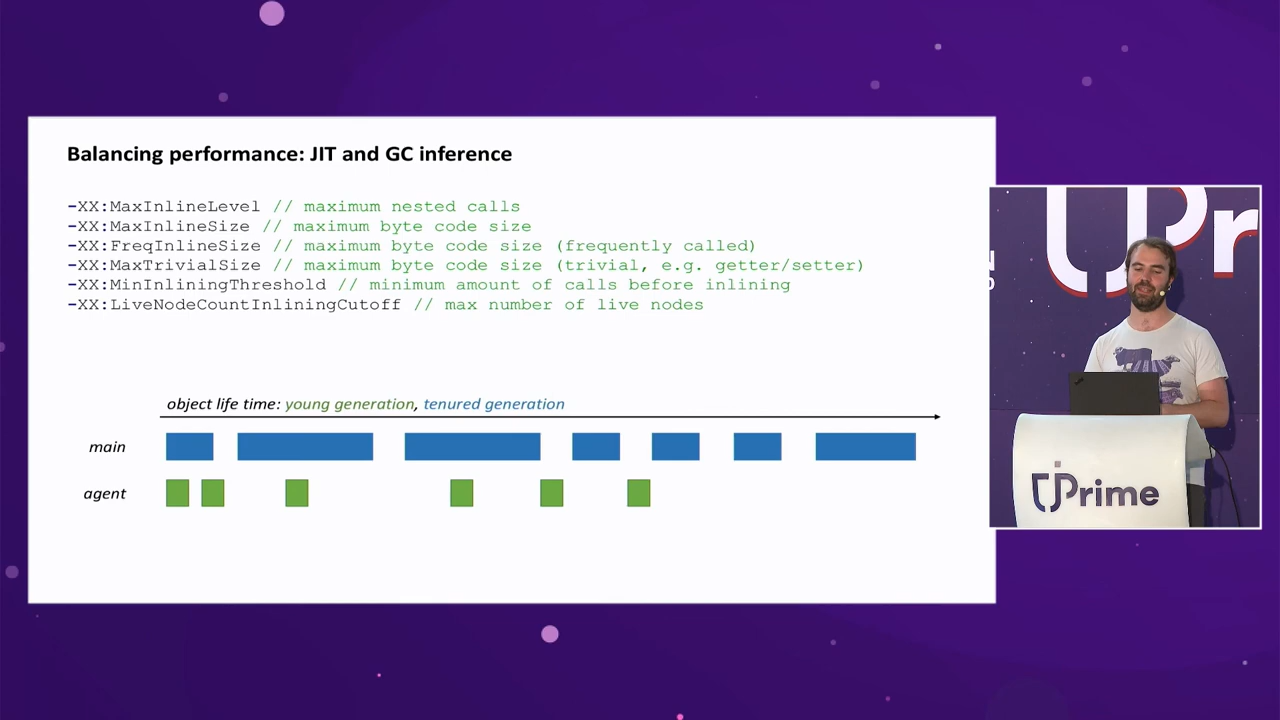 Balancing performance: JIT and GC inference
-XX:MaxInlineLevel // maximum nested calls
-XX:MaxInlineSize // maximum byte code size
-XX:FreqInlineSize // maximum byte code size (frequently called)
-XX:MaxTrivialSize // maximum byte code size (trivial, e.g. getter/setter)
-XX:MinInliningThreshold // minimum amount of calls before inlining
-XX:LiveNodeCountInliningCutoff // max number of live nodes
object life time: young generation, tenured generation
main
agent
JPrime